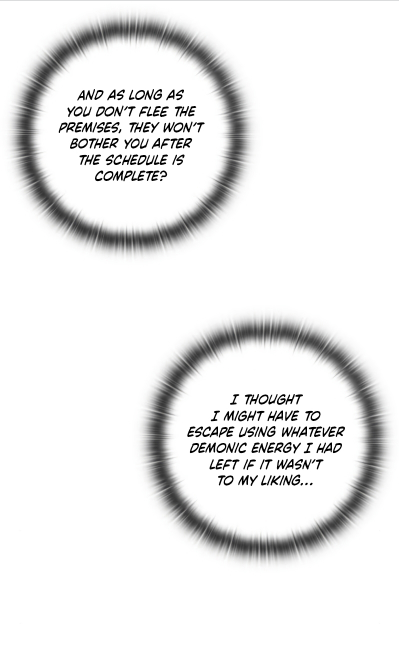 AND AS LONG AS
YOU DON'T FLEE THE
PREMISES, THEY WON'T
BOTHER YOU AFTER
THE SCHEDULE IS
COMPLETE?
I THOUGHT
I MIGHT HAVE TO
ESCAPE USING WHATEVER
DEMONIC ENERGY I HAD
LEFT IF IT WASN'T
TO MY LIKING...